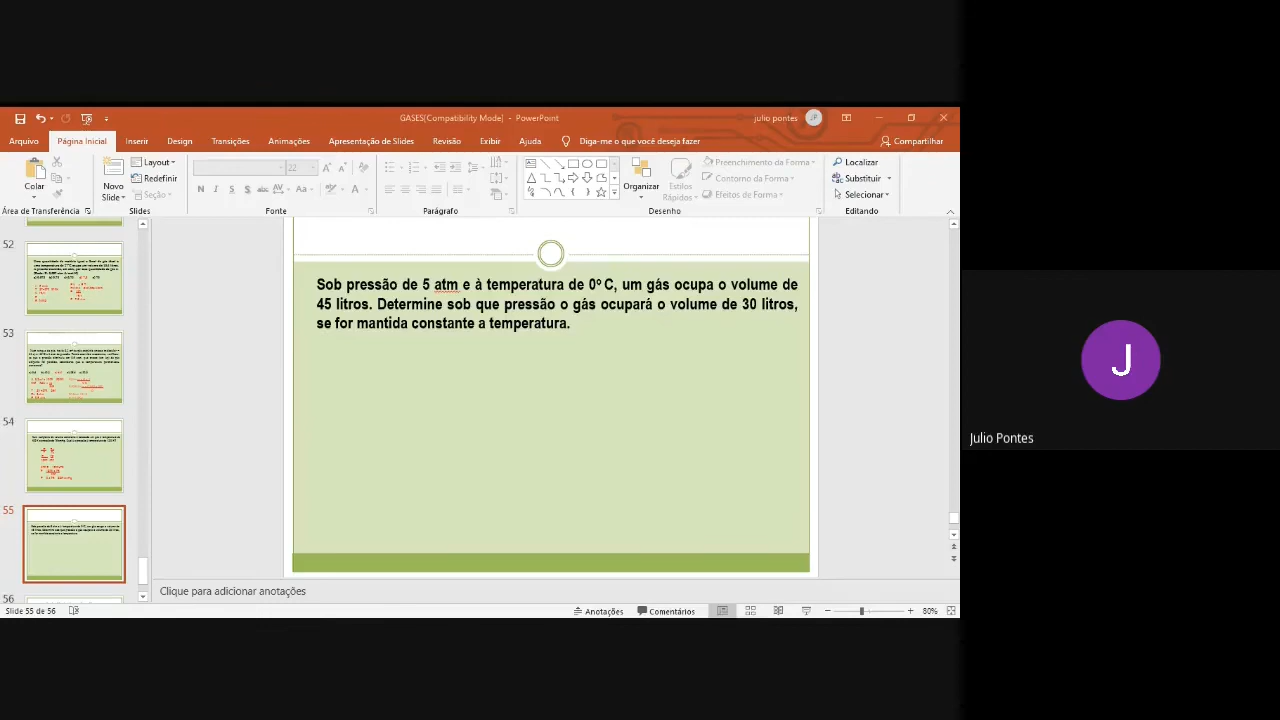 GASES[Compatibility Mode] - PowerPoint
julio pontes
JP
Arquivo
Página Inicial
Inserir
Design
Transições
Animações
Apresentação de Slides
Revisão
Exibir
Ajuda
Diga-me o que você deseja fazer
Compartilhar
Colar
Novo
Slide
Layout
Redefinir
Seção
22
N I S S abc AV Aa A
Organizar
Estilos
Rápidos
Preenchimento da Forma
Contorno da Forma
Efeitos de Forma
Localizar
Substituir
Selecionar
Área de Transferência
Slides
Fonte
Parágrafo
Desenho
Editando
52
53
54
55
56
Sob pressão de 5 atm e à temperatura de 0º C, um gás ocupa o volume de
45 litros. Determine sob que pressão o gás ocupará o volume de 30 litros,
se for mantida constante a temperatura.
Clique para adicionar anotações
Slide 55 de 56
Anotações
Comentários
80%
J
Julio Pontes